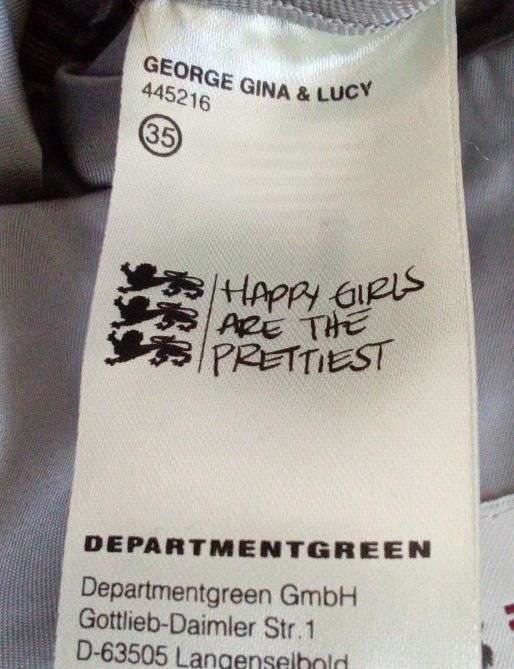 GEORGE GINA & LUCY
445216
35
HAPPY GIRLS
ARE THE
PRETTIEST
DEPARTMENTGREEN
Departmentgreen GmbH
Gottlieb-Daimler Str.1
D-63505 Langenselbold